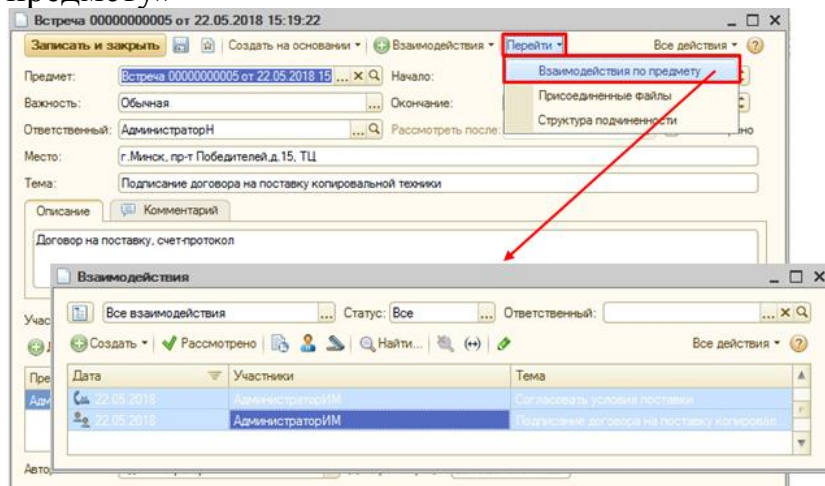 предмету»
Встреча 00000000005 от 22.05.2018 15:19:22
Записать и закрыть Создать на основании Взаимодействия Перейти Все действия
Предмет: Встреча 00000000005 от 22.05.2018 15 ... Начало: Взаимодействия по предмету
Важность: Обычная ... Окончание: Присоединенные файлы
Ответственный: АдминистраторН ... Рассмотреть после: Структура подчиненности
Место: г.Минск, пр-т Победителей,д.15, ТЦ
Тема: Подписание договора на поставку копировальной техники
Описание Комментарий
Договор на поставку, счет-протокол
Взаимодействия
Все взаимодействия ... Статус: Все ... Ответственный: ...
Создать Рассмотрено Найти... Все действия
Дата Участники Тема
22.05.2018 АдминистраторИМ Согласовать условия поставки
22.05.2018 АдминистраторИМ Подписание договора на поставку копировал